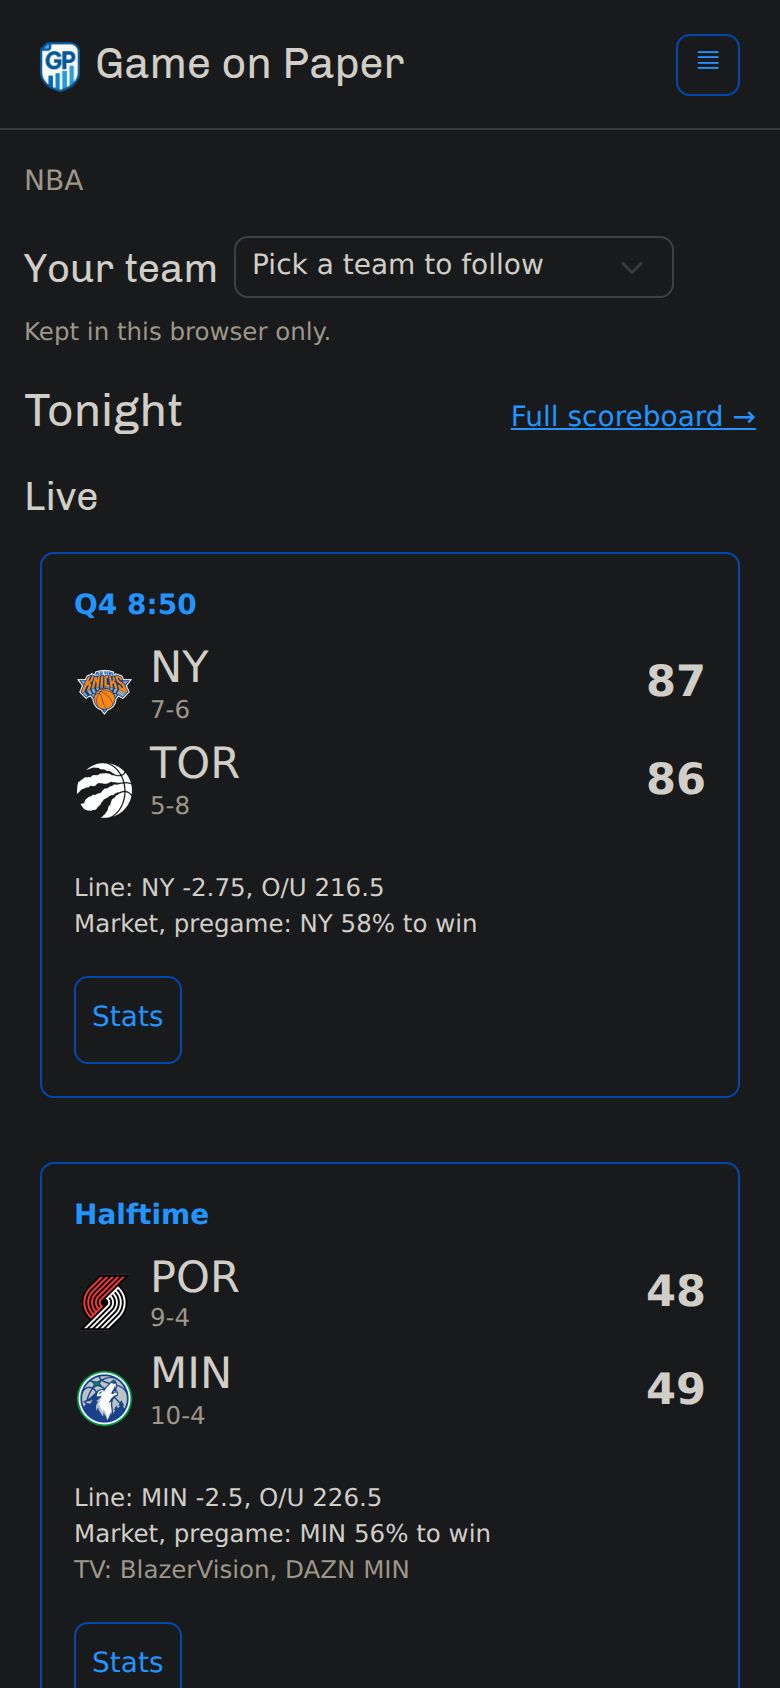 GP Game on Paper
NBA
Your team Pick a team to follow
Kept in this browser only.
Tonight Full scoreboard →
Live
Q4 8:50
KNICKS
NY 87
7-6
TOR 86
5-8
Line: NY -2.75, O/U 216.5
Market, pregame: NY 58% to win
Stats
Halftime
POR 48
9-4
MIN 49
10-4
Line: MIN -2.5, O/U 226.5
Market, pregame: MIN 56% to win
TV: BlazerVision, DAZN MIN
Stats